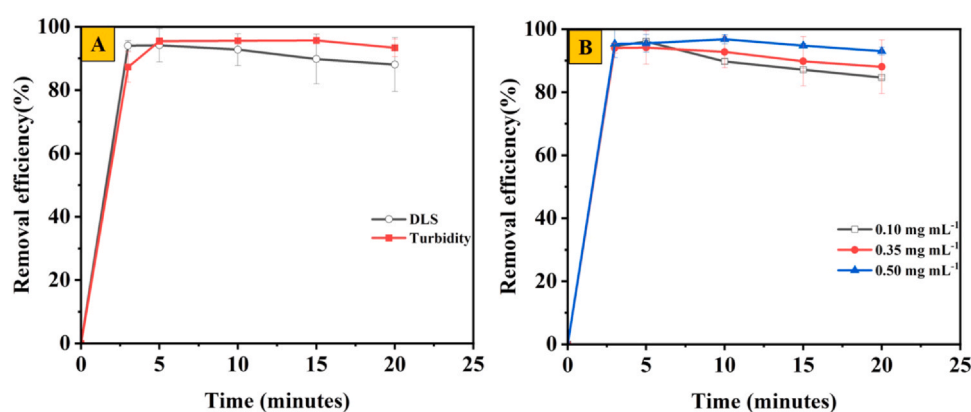 A
Removal efficiency(%)
100
80
60
40
20
0
DLS
Turbidity
0 5 10 15 20 25
Time (minutes)
B
Removal efficiency(%)
100
80
60
40
20
0
0.10 mg mL⁻¹
0.35 mg mL⁻¹
0.50 mg mL⁻¹
0 5 10 15 20 25
Time (minutes)